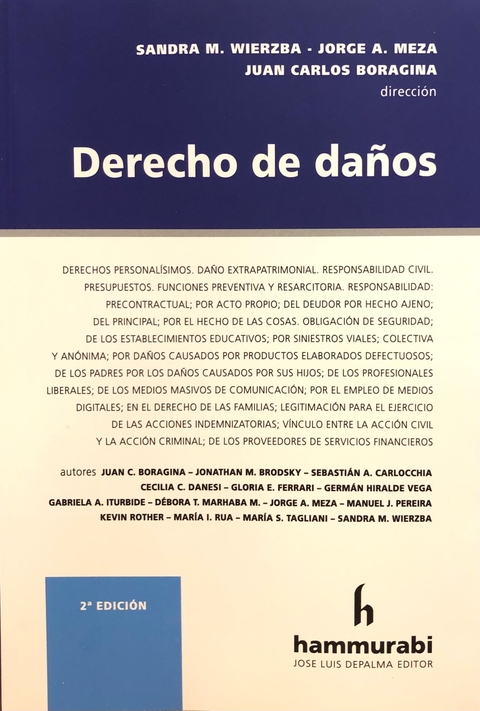 SANDRA M. WIERZBA - JORGE A. MEZA
JUAN CARLOS BORAGINA
dirección
Derecho de daños
DERECHOS PERSONALÍSIMOS. DAÑO EXTRAPATRIMONIAL. RESPONSABILIDAD CIVIL.
PRESUPUESTOS. FUNCIONES PREVENTIVA Y RESARCITORIA. RESPONSABILIDAD:
PRECONTRACTUAL; POR ACTO PROPIO; DEL DEUDOR POR HECHO AJENO;
DEL PRINCIPAL; POR EL HECHO DE LAS COSAS. OBLIGACIÓN DE SEGURIDAD;
DE LOS ESTABLECIMIENTOS EDUCATIVOS; POR SINIESTROS VIALES; COLECTIVA
Y ANÓNIMA; POR DAÑOS CAUSADOS POR PRODUCTOS ELABORADOS DEFECTUOSOS;
DE LOS PADRES POR LOS DAÑOS CAUSADOS POR SUS HIJOS; DE LOS PROFESIONALES
LIBERALES; DE LOS MEDIOS MASIVOS DE COMUNICACIÓN; POR EL EMPLEO DE MEDIOS
DIGITALES; EN EL DERECHO DE LAS FAMILIAS; LEGITIMACIÓN PARA EL EJERCICIO
DE LAS ACCIONES INDEMNIZATORIAS; VÍNCULO ENTRE LA ACCIÓN CIVIL
Y LA ACCIÓN CRIMINAL; DE LOS PROVEEDORES DE SERVICIOS FINANCIEROS
autores JUAN C. BORAGINA – JONATHAN M. BRODSKY – SEBASTIÁN A. CARLOCCHIA
CECILIA C. DANESI – GLORIA E. FERRARI – GERMÁN HIRALDE VEGA
GABRIELA A. ITURBIDE – DÉBORA T. MARHABA M. – JORGE A. MEZA – MANUEL J. PEREIRA
KEVIN ROTHER – MARÍA I. RUA – MARÍA S. TAGLIANI – SANDRA M. WIERZBA
2ª EDICIÓN
h
hammurabi
JOSE LUIS DEPALMA EDITOR